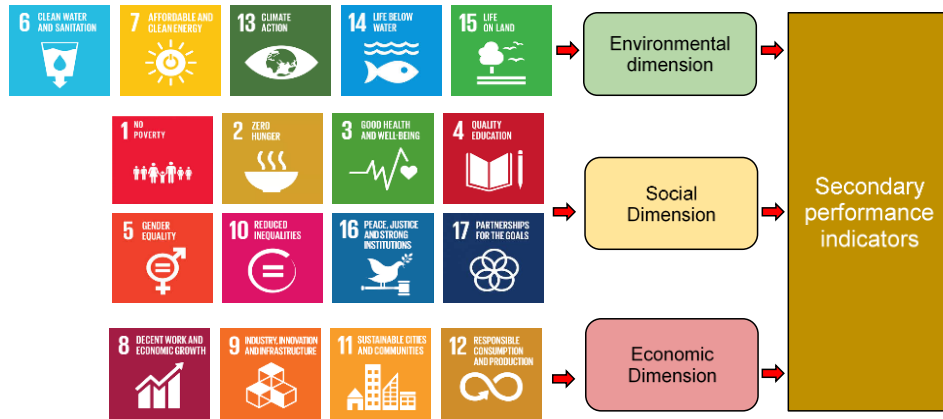 6 CLEAN WATER
AND SANITATION
7 AFFORDABLE AND
CLEAN ENERGY
13 CLIMATE
ACTION
14 LIFE BELOW
WATER
15 LIFE
ON LAND
Environmental
dimension
1 NO
POVERTY
2 ZERO
HUNGER
3 GOOD HEALTH
AND WELL-BEING
4 QUALITY
EDUCATION
5 GENDER
EQUALITY
10 REDUCED
INEQUALITIES
16 PEACE, JUSTICE
AND STRONG
INSTITUTIONS
17 PARTNERSHIPS
FOR THE GOALS
Social
Dimension
8 DECENT WORK AND
ECONOMIC GROWTH
9 INDUSTRY, INNOVATION
AND INFRASTRUCTURE
11 SUSTAINABLE CITIES
AND COMMUNITIES
12 RESPONSIBLE
CONSUMPTION
AND PRODUCTION
Economic
Dimension
Secondary
performance
indicators